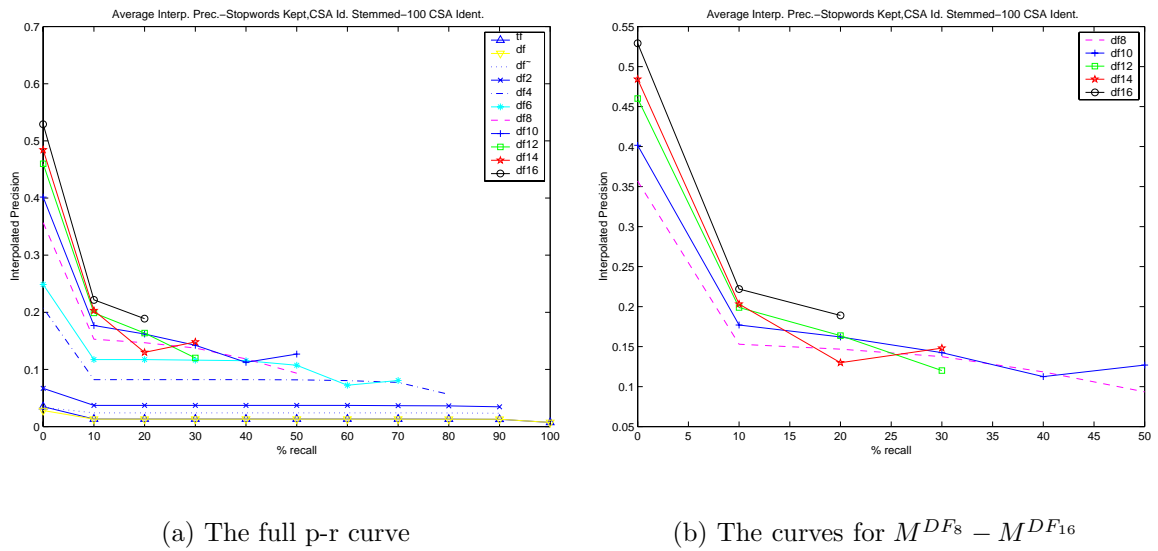 Average Interp. Prec.−Stopwords Kept,CSA Id. Stemmed−100 CSA Ident.
0.7
0.6
0.5
0.4
0.3
0.2
0.1
0
Interpolated Precision
0 10 20 30 40 50 60 70 80 90 100
% recall
tf
df
df~
df2
df4
df6
df8
df10
df12
df14
df16
(a) The full p-r curve
Average Interp. Prec.−Stopwords Kept,CSA Id. Stemmed−100 CSA Ident.
0.55
0.5
0.45
0.4
0.35
0.3
0.25
0.2
0.15
0.1
0.05
Interpolated Precision
0 5 10 15 20 25 30 35 40 45 50
% recall
df8
df10
df12
df14
df16
(b) The curves for M^{DF_8} − M^{DF_{16}}